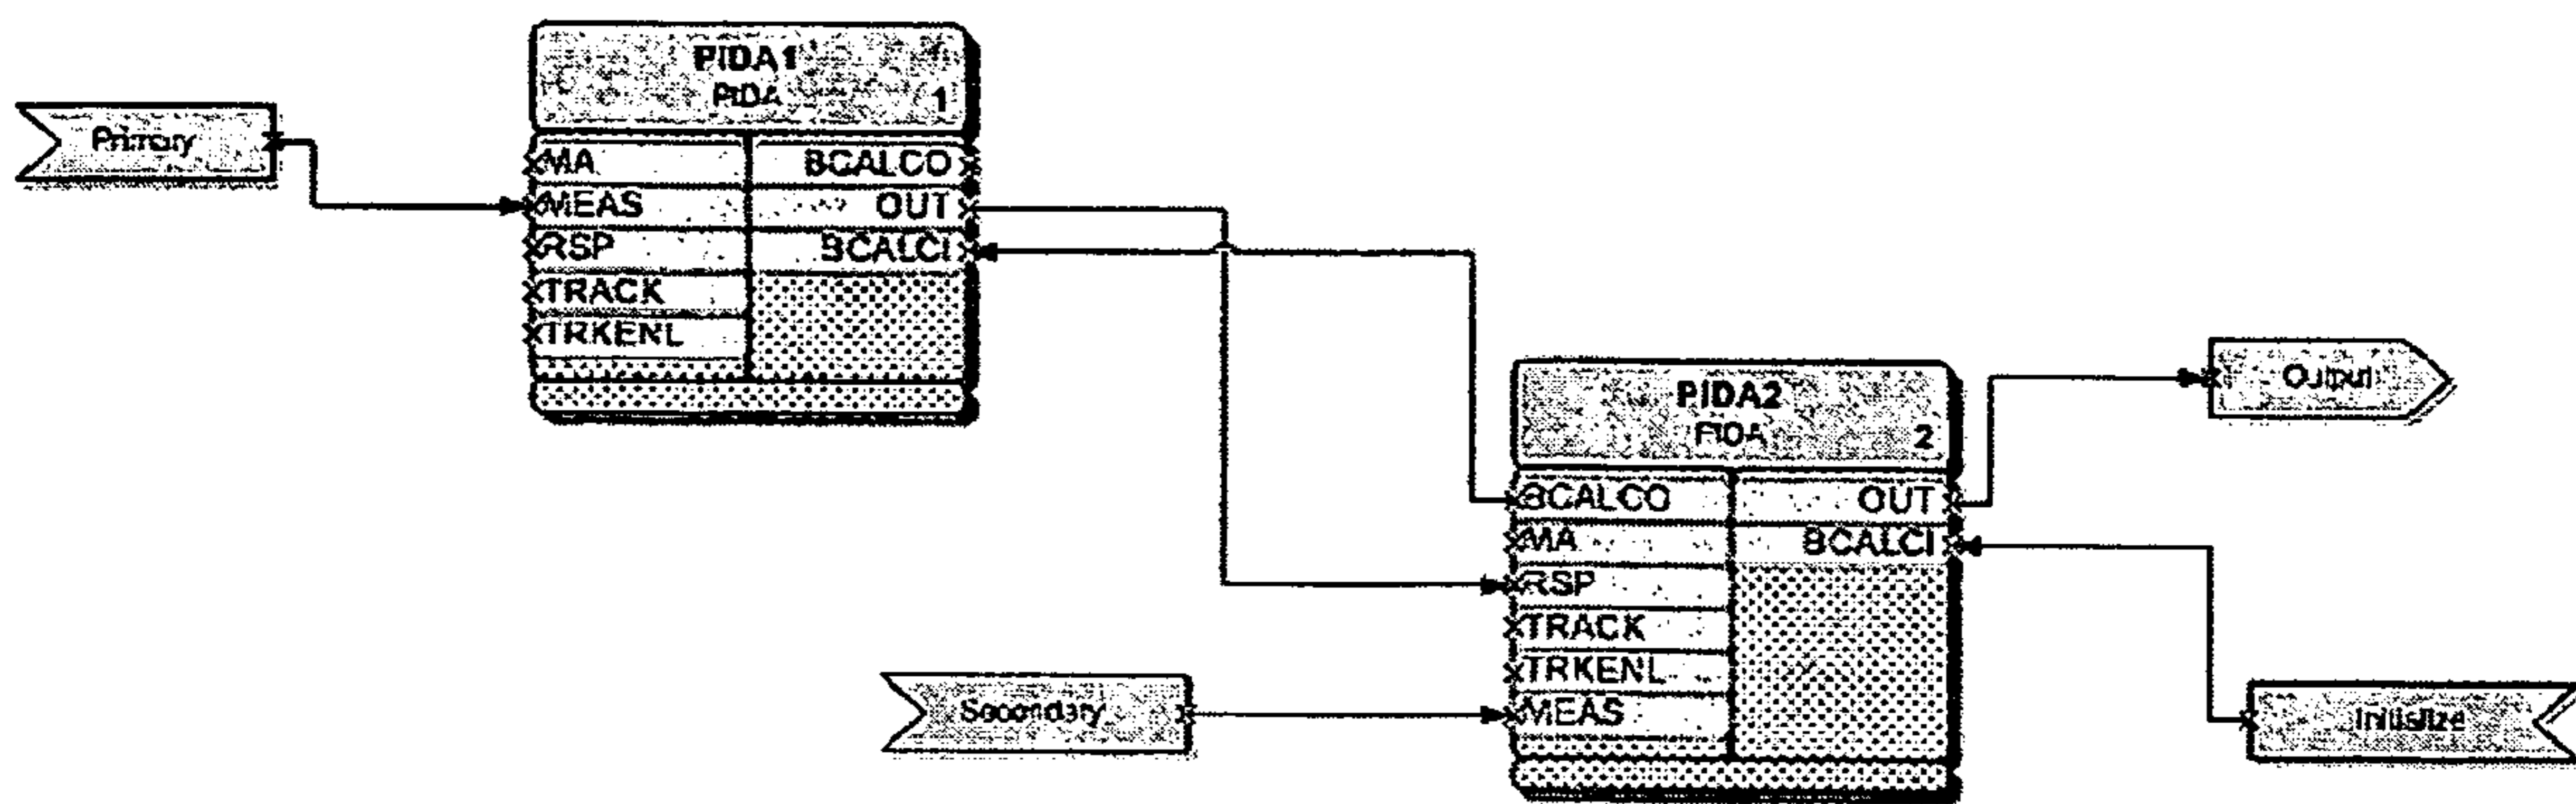 PIDA1
PIDA
1
Primary
MA
BCALCO
MEAS
OUT
RSP
BCALCI
TRACK
TRKENL
PIDA2
PIDA
2
BCALCO
OUT
MA
BCALCI
RSP
TRACK
TRKENL
MEAS
Output
Secondary
Initialize